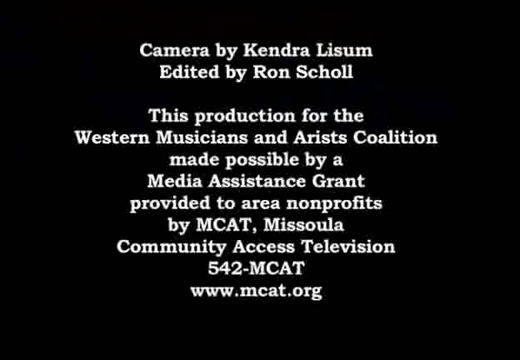 Camera by Kendra Lisum
Edited by Ron Scholl
This production for the
Western Musicians and Arists Coalition
made possible by a
Media Assistance Grant
provided to area nonprofits
by MCAT, Missoula
Community Access Television
542-MCAT
www.mcat.org